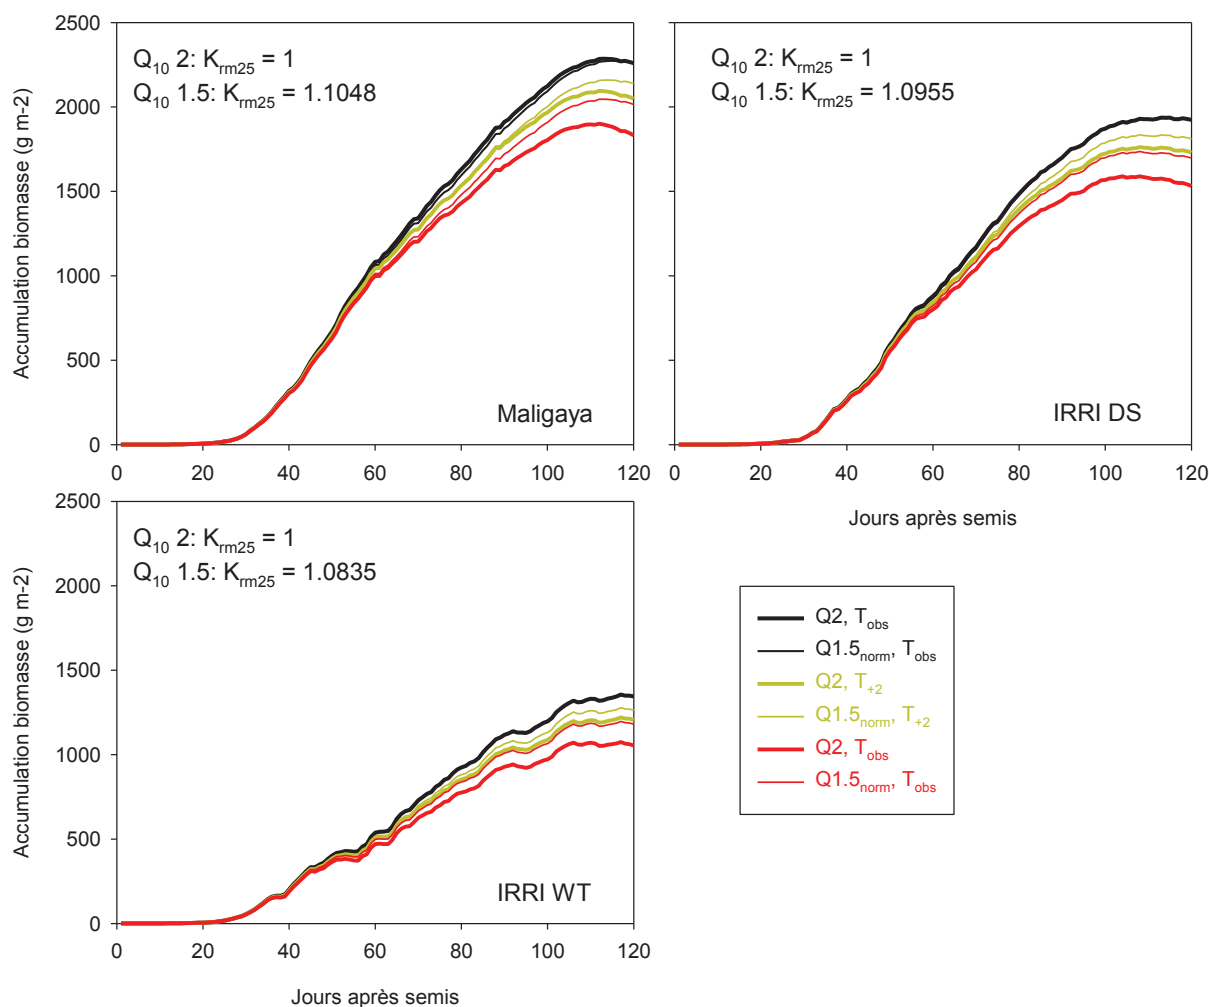 Accumulation biomasse (g m-2)
2500
2000
1500
1000
500
0
Q10 2: Krm25 = 1
Q10 1.5: Krm25 = 1.1048
Maligaya
0 20 40 60 80 100 120
Q10 2: Krm25 = 1
Q10 1.5: Krm25 = 1.0955
IRRI DS
0 20 40 60 80 100 120
Jours après semis
Accumulation biomasse (g m-2)
2500
2000
1500
1000
500
0
Q10 2: Krm25 = 1
Q10 1.5: Krm25 = 1.0835
IRRI WT
0 20 40 60 80 100 120
Jours après semis
Q2, Tobs
Q1.5norm, Tobs
Q2, T+2
Q1.5norm, T+2
Q2, Tobs
Q1.5norm, Tobs